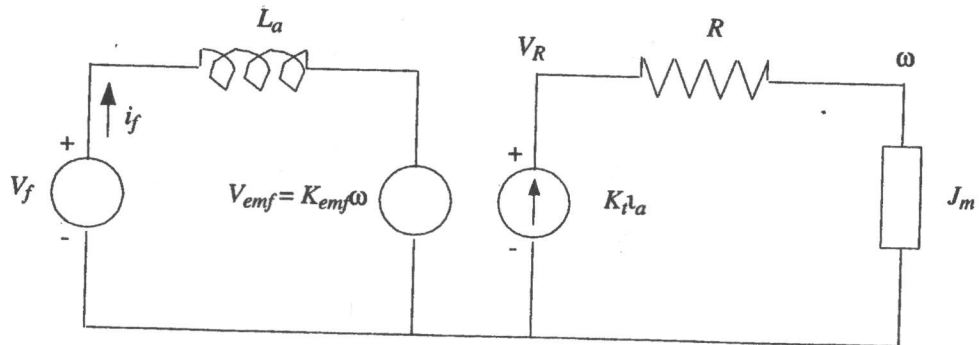 L_a
V_R
R
ω
i_f
+
V_f
-
V_emf = K_emf ω
+
-
K_t i_a
J_m